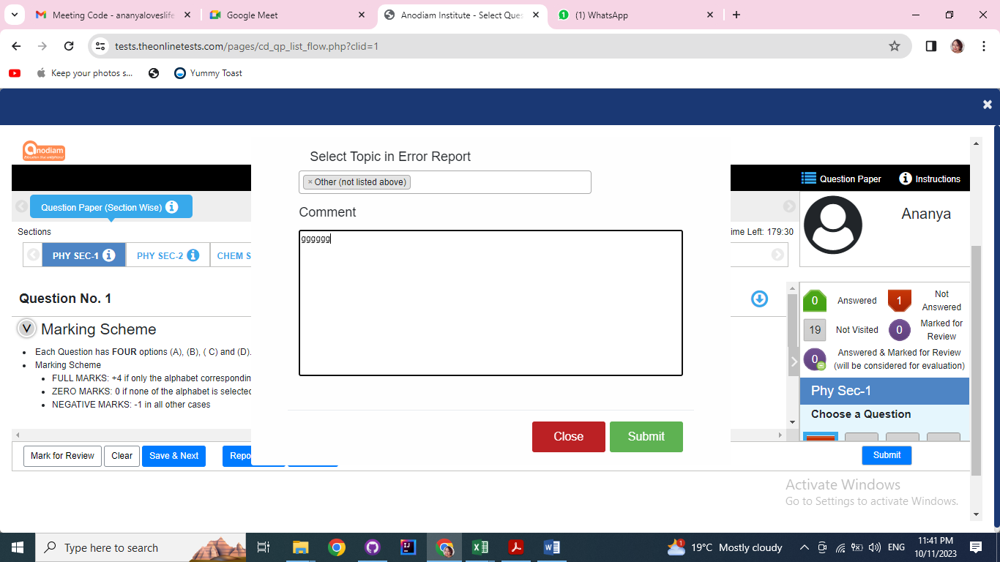 Meeting Code - ananyaloveslife
Google Meet
Anodiam Institute - Select Ques
(1) WhatsApp
tests.theonlinetests.com/pages/cd_qp_list_flow.php?clid=1
Keep your photos s...
Yummy Toast
anodiam
Select Topic in Error Report
× Other (not listed above)
Question Paper
Instructions
Question Paper (Section Wise)
Comment
Ananya
Sections
ime Left: 179:30
gggggg
PHY SEC-1
PHY SEC-2
CHEM S
Question No. 1
0
Answered
1
Not
Answered
Marking Scheme
19
Not Visited
0
Marked for
Review
Each Question has FOUR options (A), (B), ( C) and (D).
Marking Scheme
FULL MARKS: +4 if only the alphabet correspondin
ZERO MARKS: 0 if none of the alphabet is selected
NEGATIVE MARKS: -1 in all other cases
0
Answered & Marked for Review
(will be considered for evaluation)
Phy Sec-1
Choose a Question
Close
Submit
Mark for Review
Clear
Save & Next
Repo
Submit
Activate Windows
Go to Settings to activate Windows.
Type here to search
1
19°C Mostly cloudy
ENG
11:41 PM
10/11/2023